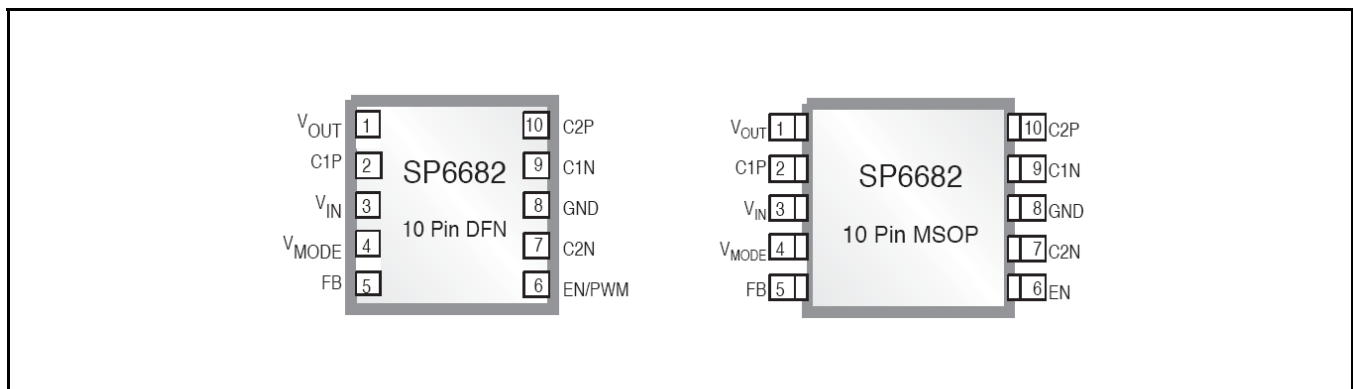 VOUT 1
C1P 2
VIN 3
VMODE 4
FB 5
SP6682
10 Pin DFN
10 C2P
9 C1N
8 GND
7 C2N
6 EN/PWM
VOUT 1
C1P 2
VIN 3
VMODE 4
FB 5
SP6682
10 Pin MSOP
10 C2P
9 C1N
8 GND
7 C2N
6 EN